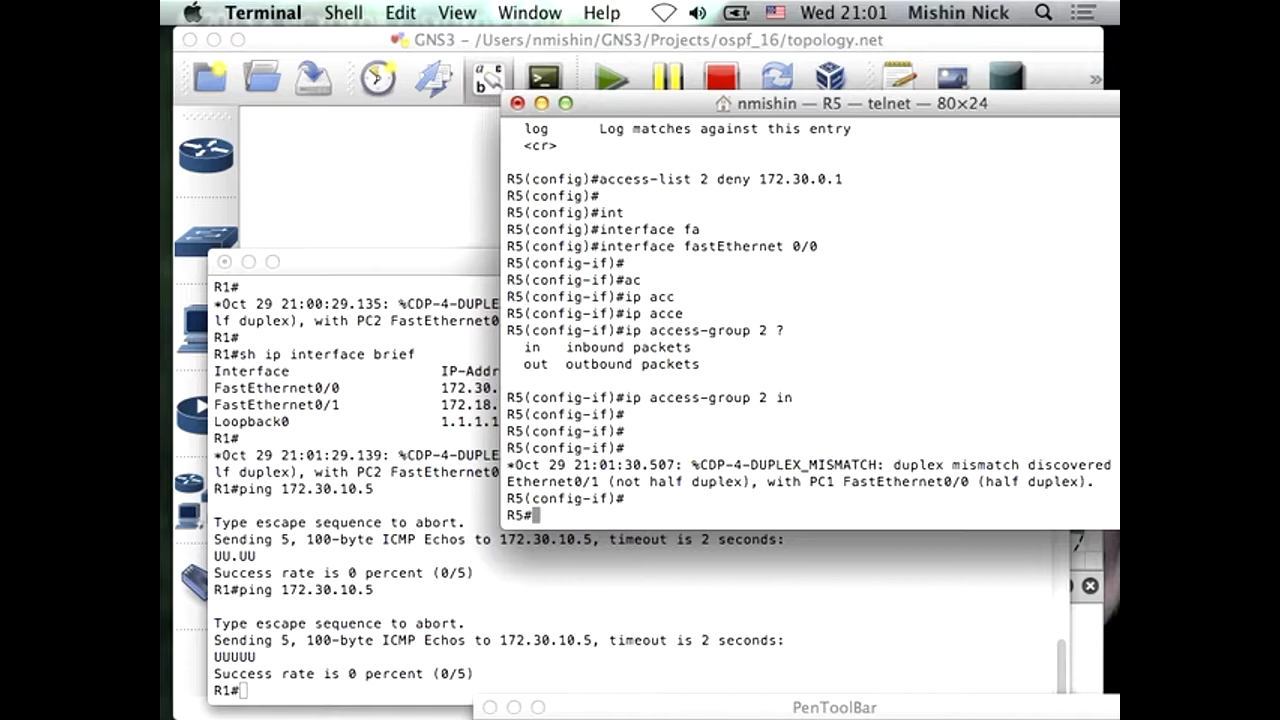 Terminal Shell Edit View Window Help Wed 21:01 Mishin Nick
GNS3 – /Users/nmishin/GNS3/Projects/ospf_16/topology.net
nmishin — R5 — telnet — 80×24
log Log matches against this entry
<cr>
R5(config)#access-list 2 deny 172.30.0.1
R5(config)#
R5(config)#int
R5(config)#interface fa
R5(config)#interface fastEthernet 0/0
R5(config-if)#
R5(config-if)#ac
R5(config-if)#ip acc
R5(config-if)#ip acce
R5(config-if)#ip access-group 2 ?
in inbound packets
out outbound packets
R5(config-if)#ip access-group 2 in
R5(config-if)#
R5(config-if)#
R5(config-if)#
*Oct 29 21:01:30.507: %CDP-4-DUPLEX_MISMATCH: duplex mismatch discovered
Ethernet0/1 (not half duplex), with PC1 FastEthernet0/0 (half duplex).
R5(config-if)#
R5#
R1#
*Oct 29 21:00:29.135: %CDP-4-DUPLE
lf duplex), with PC2 FastEthernet0
R1#
R1#sh ip interface brief
Interface IP-Addr
FastEthernet0/0 172.30.
FastEthernet0/1 172.18.
Loopback0 1.1.1.1
R1#
*Oct 29 21:01:29.139: %CDP-4-DUPLE
lf duplex), with PC2 FastEthernet0
R1#ping 172.30.10.5
Type escape sequence to abort.
Sending 5, 100-byte ICMP Echos to 172.30.10.5, timeout is 2 seconds:
UU.UU
Success rate is 0 percent (0/5)
R1#ping 172.30.10.5
Type escape sequence to abort.
Sending 5, 100-byte ICMP Echos to 172.30.10.5, timeout is 2 seconds:
UUUUU
Success rate is 0 percent (0/5)
R1#
PenToolBar